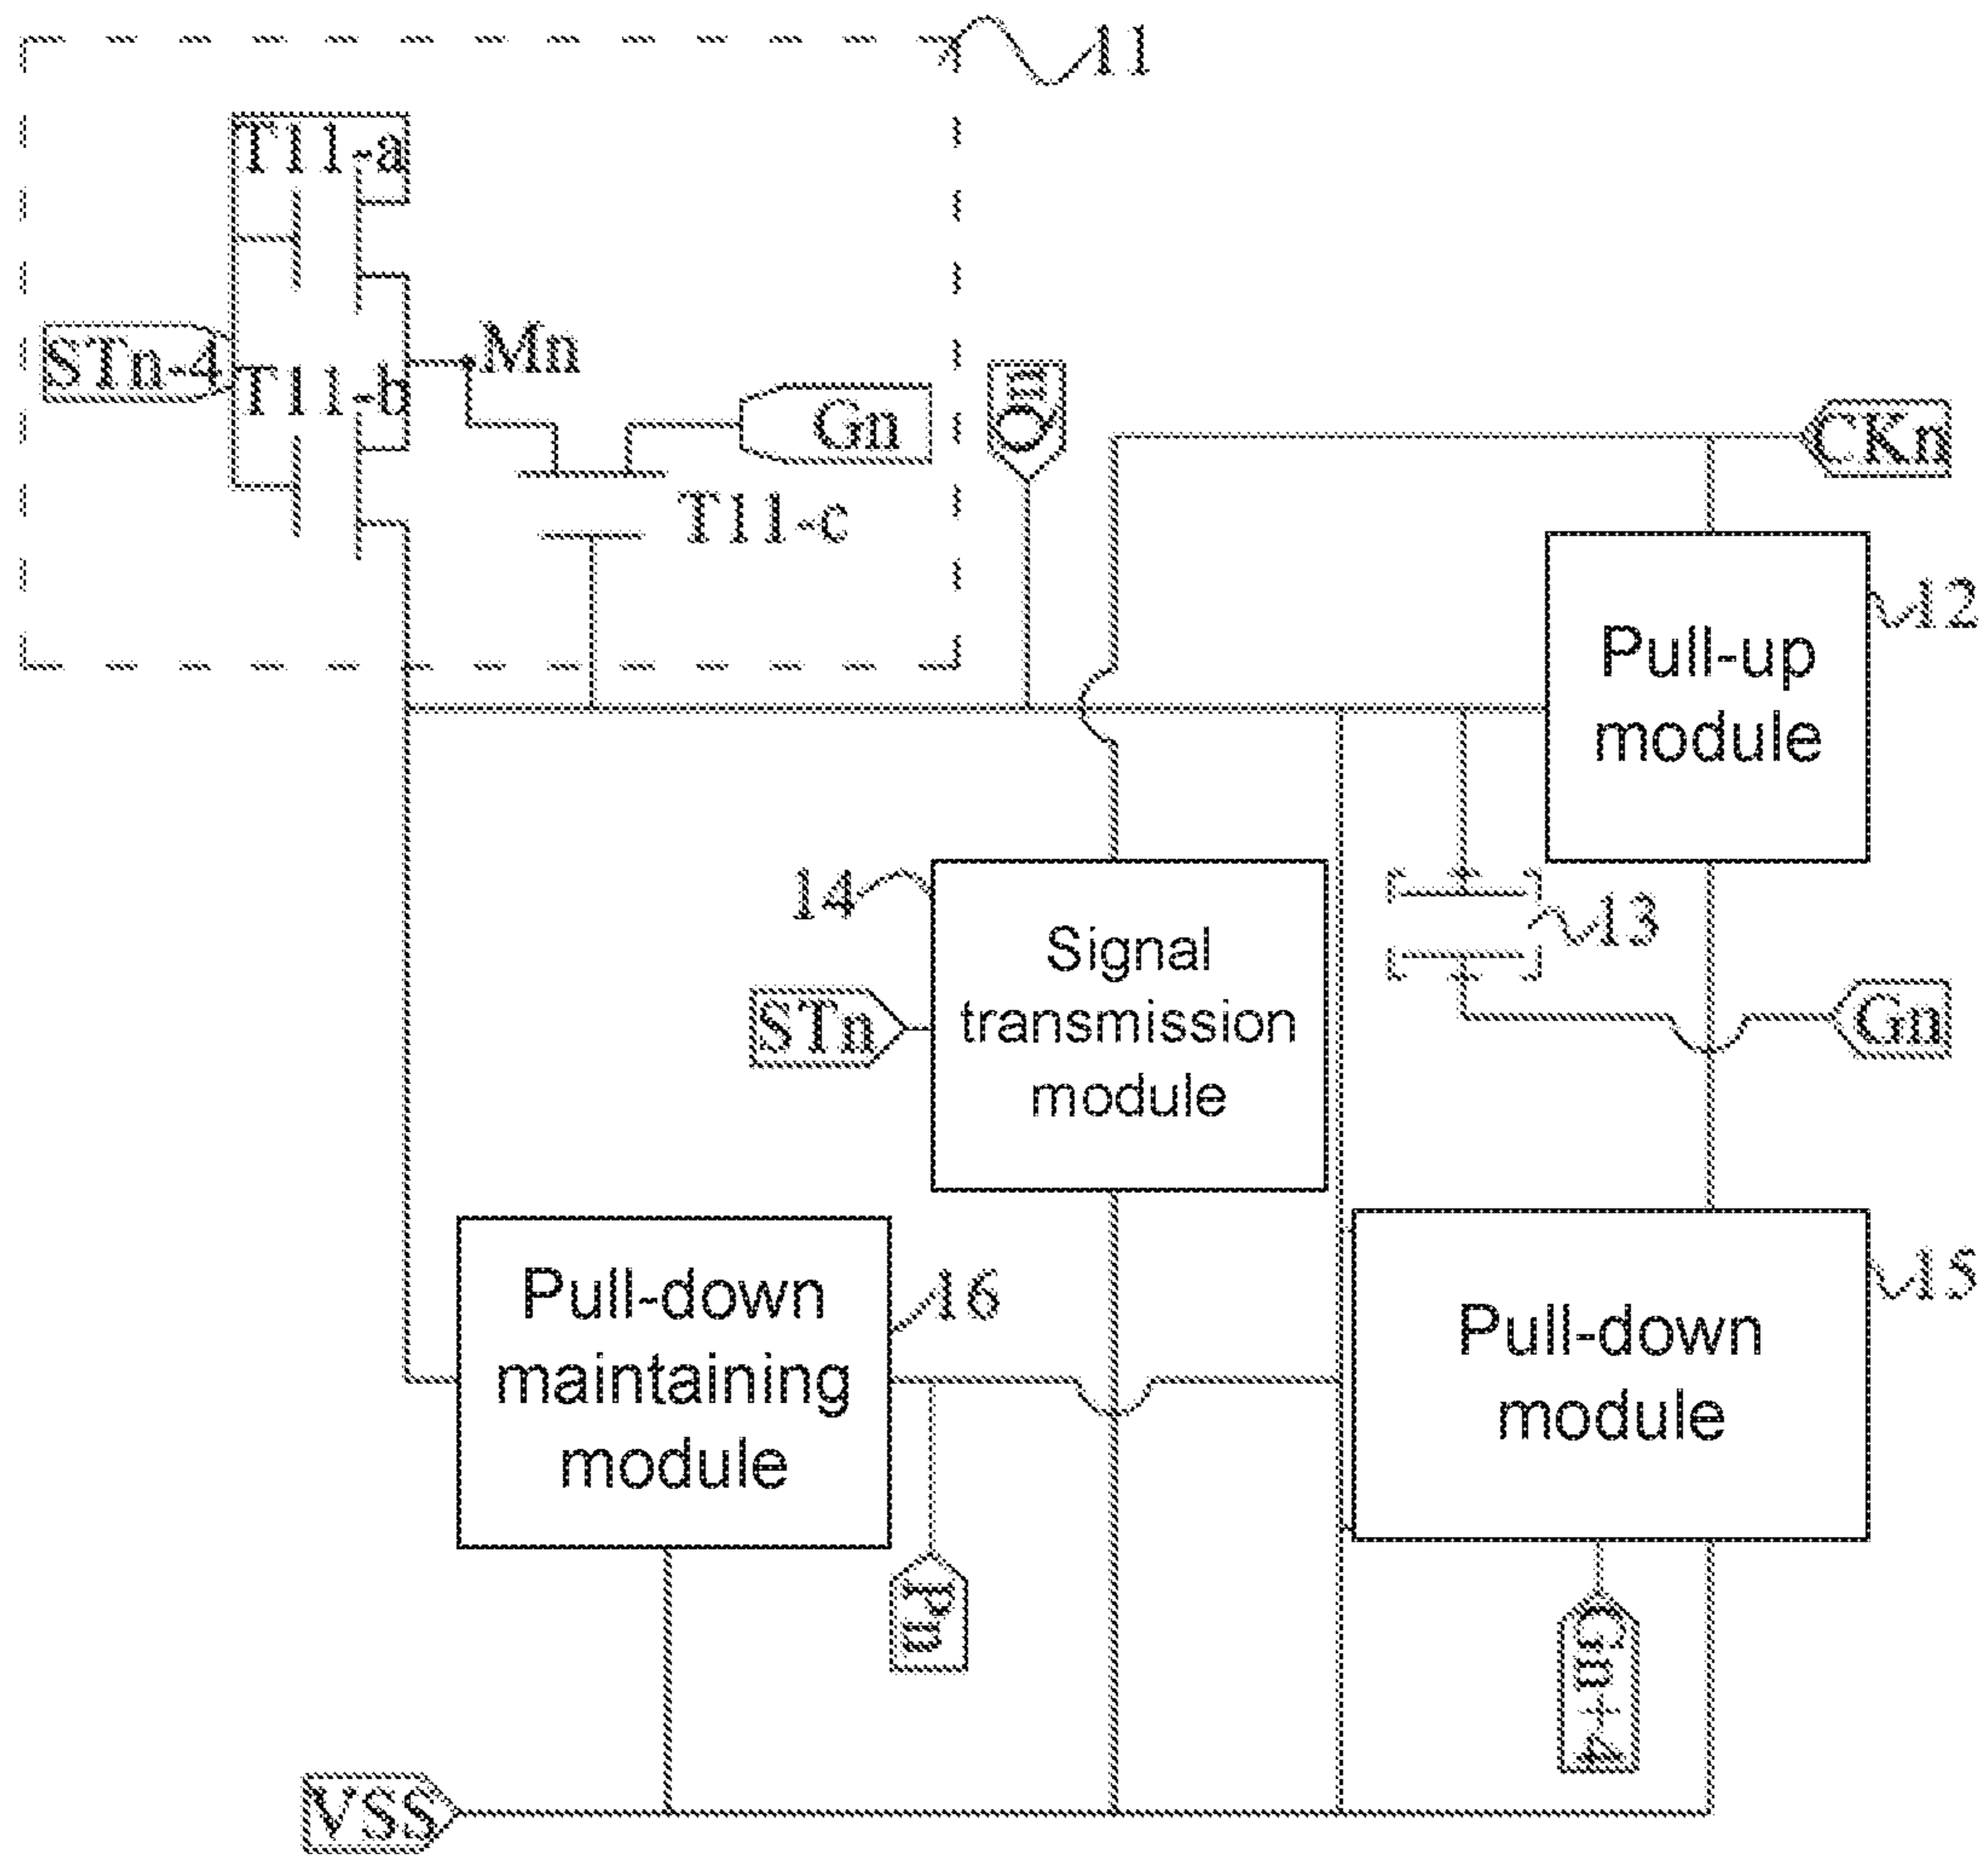 11
T11-a
STn-4
T11-b
Mn
Gn
T11-c
Qn
CKn
12
Pull-up
module
14
13
Signal
transmission
module
STn
Gn
Pull-down
maintaining
module
16
15
Pull-down
module
Pn
Gn+4
VSS